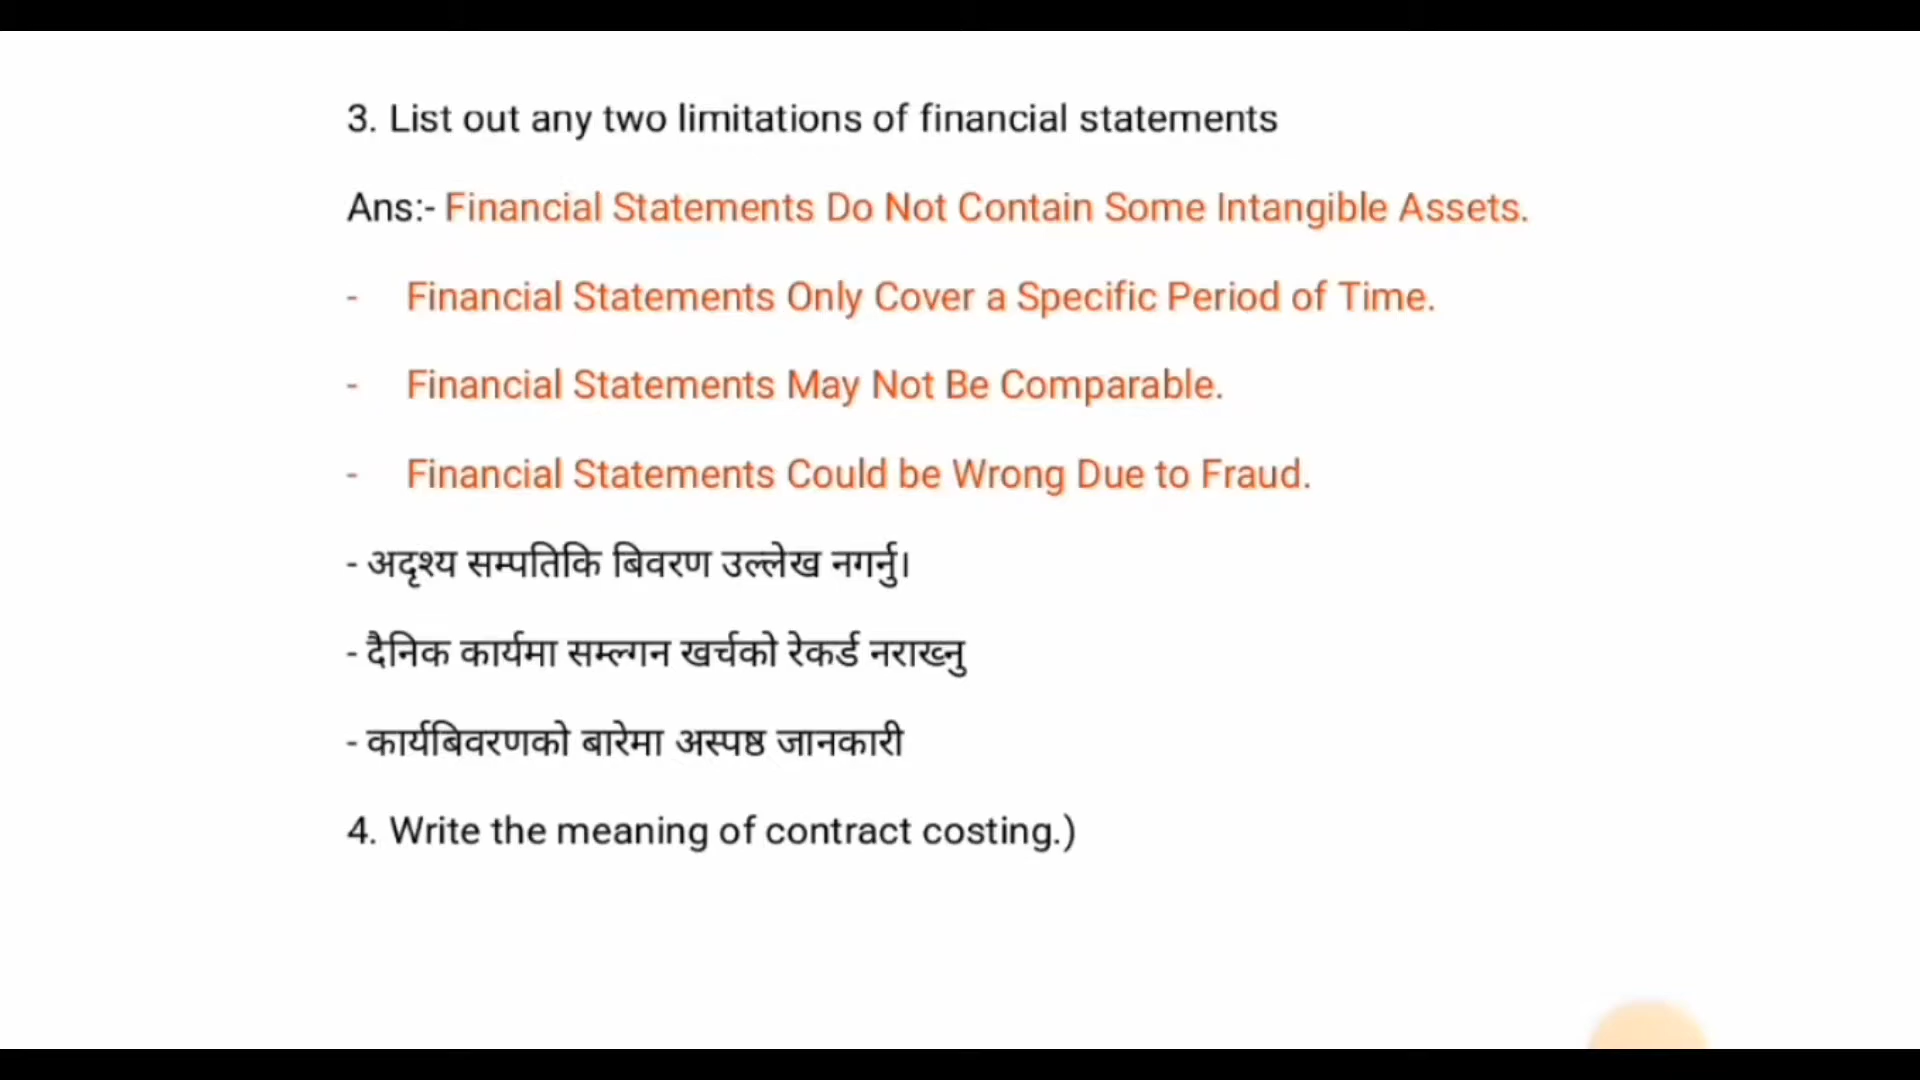 3. List out any two limitations of financial statements
Ans:- Financial Statements Do Not Contain Some Intangible Assets.
- Financial Statements Only Cover a Specific Period of Time.
- Financial Statements May Not Be Comparable.
- Financial Statements Could be Wrong Due to Fraud.
- अदृश्य सम्पतिकि बिवरण उल्लेख नगर्नु।
- दैनिक कार्यमा सम्ल्गन खर्चको रेकर्ड नराख्नु
- कार्यबिवरणको बारेमा अस्पष्ठ जानकारी
4. Write the meaning of contract costing.)